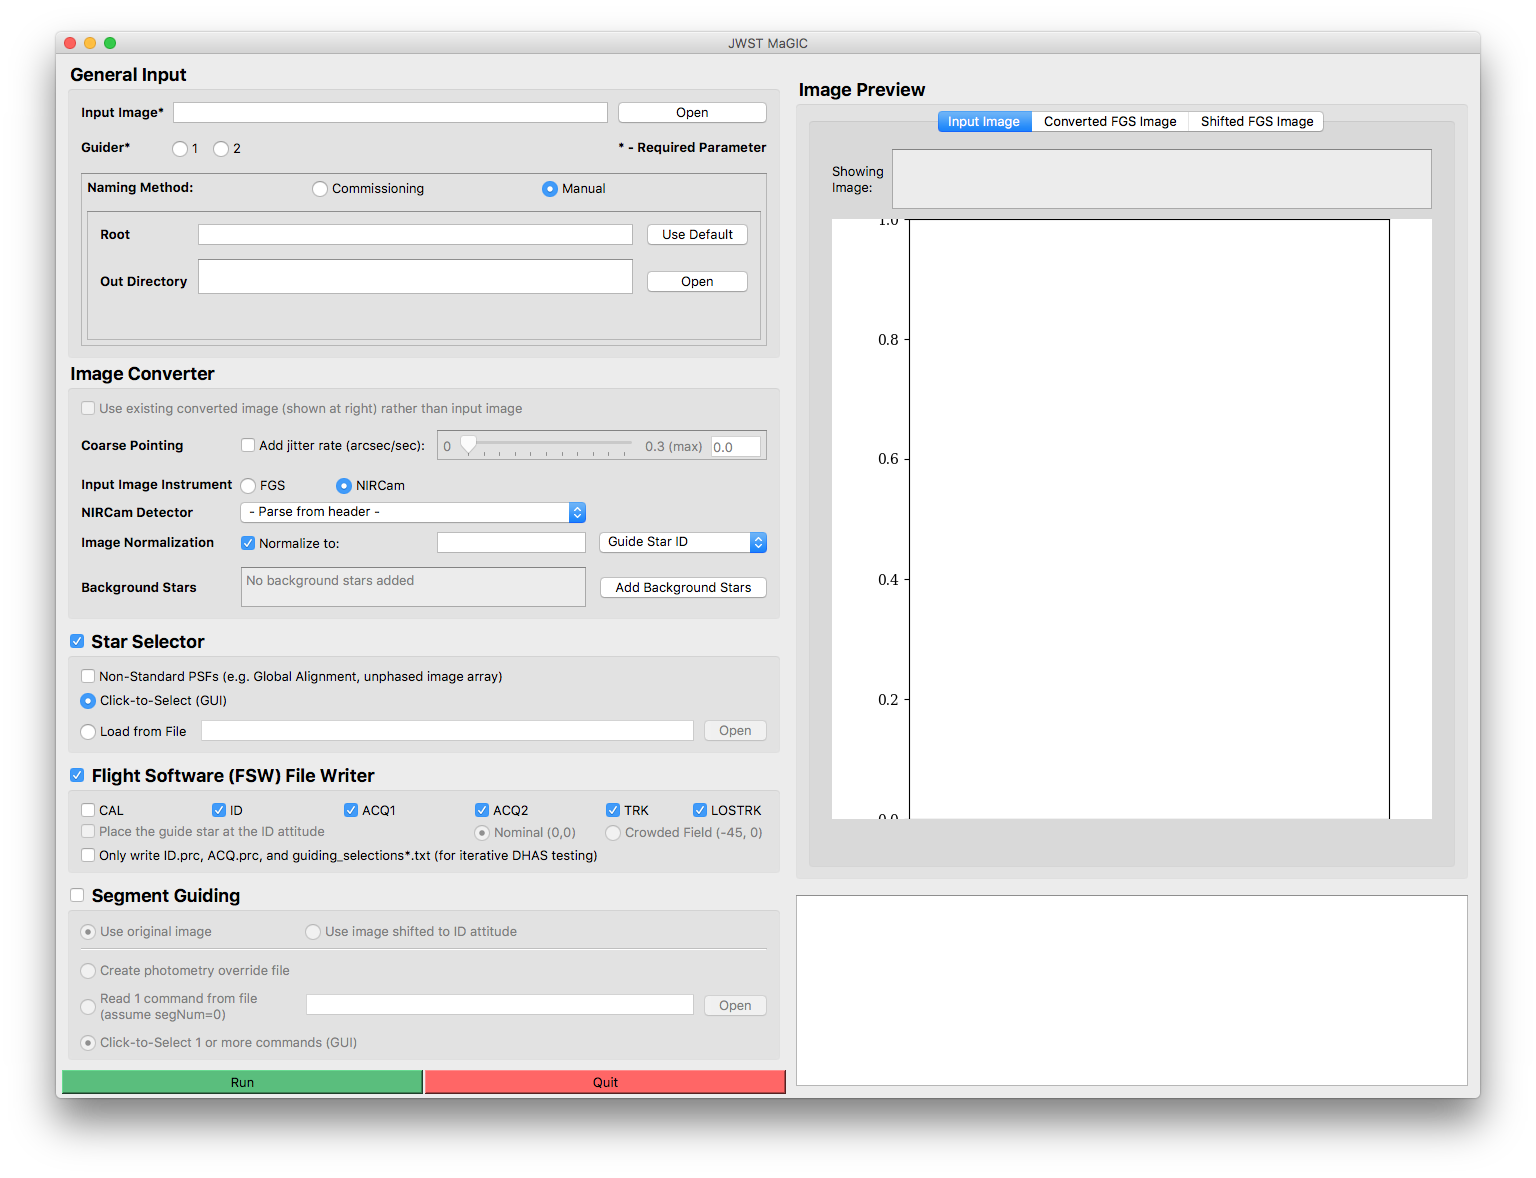 JWST MaGIC
General Input
Input Image*
Open
Guider*
1
2
* - Required Parameter
Naming Method:
Commissioning
Manual
Root
Use Default
Out Directory
Open
Image Converter
Use existing converted image (shown at right) rather than input image
Coarse Pointing
Add jitter rate (arcsec/sec):
0
0.3 (max)
0.0
Input Image Instrument
FGS
NIRCam
NIRCam Detector
- Parse from header -
Image Normalization
Normalize to:
Guide Star ID
Background Stars
No background stars added
Add Background Stars
Star Selector
Non-Standard PSFs (e.g. Global Alignment, unphased image array)
Click-to-Select (GUI)
Load from File
Open
Flight Software (FSW) File Writer
CAL
ID
ACQ1
ACQ2
TRK
LOSTRK
Place the guide star at the ID attitude
Nominal (0,0)
Crowded Field (-45, 0)
Only write ID.prc, ACQ.prc, and guiding_selections*.txt (for iterative DHAS testing)
Segment Guiding
Use original image
Use image shifted to ID attitude
Create photometry override file
Read 1 command from file
(assume segNum=0)
Open
Click-to-Select 1 or more commands (GUI)
Run
Quit
Image Preview
Input Image
Converted FGS Image
Shifted FGS Image
Showing
Image:
1.0
0.8
0.6
0.4
0.2
0.0